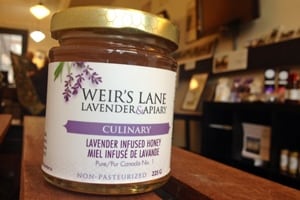 WEIR'S LANE
LAVENDER & APIARY
CULINARY
LAVENDER INFUSED HONEY
MIEL INFUSÉ DE LAVANDE
Pure/Pur Canada No. 1
NON-PASTEURIZED 225 G